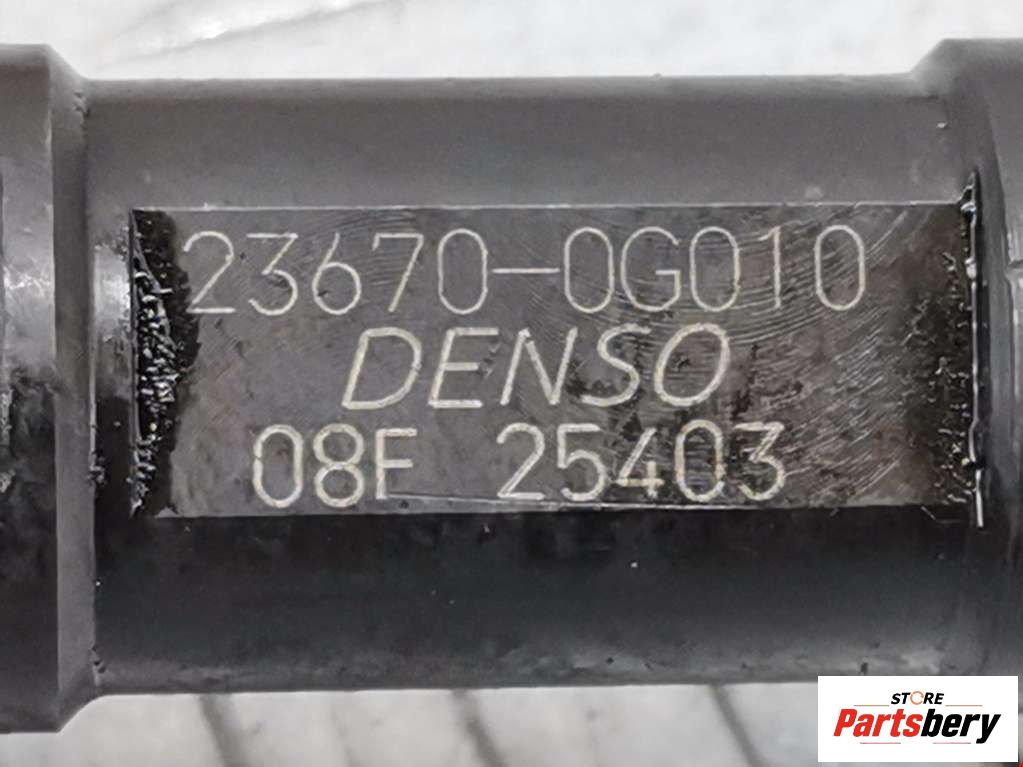 23670-0G010
DENSO
08F 25403
STORE
Partsbery